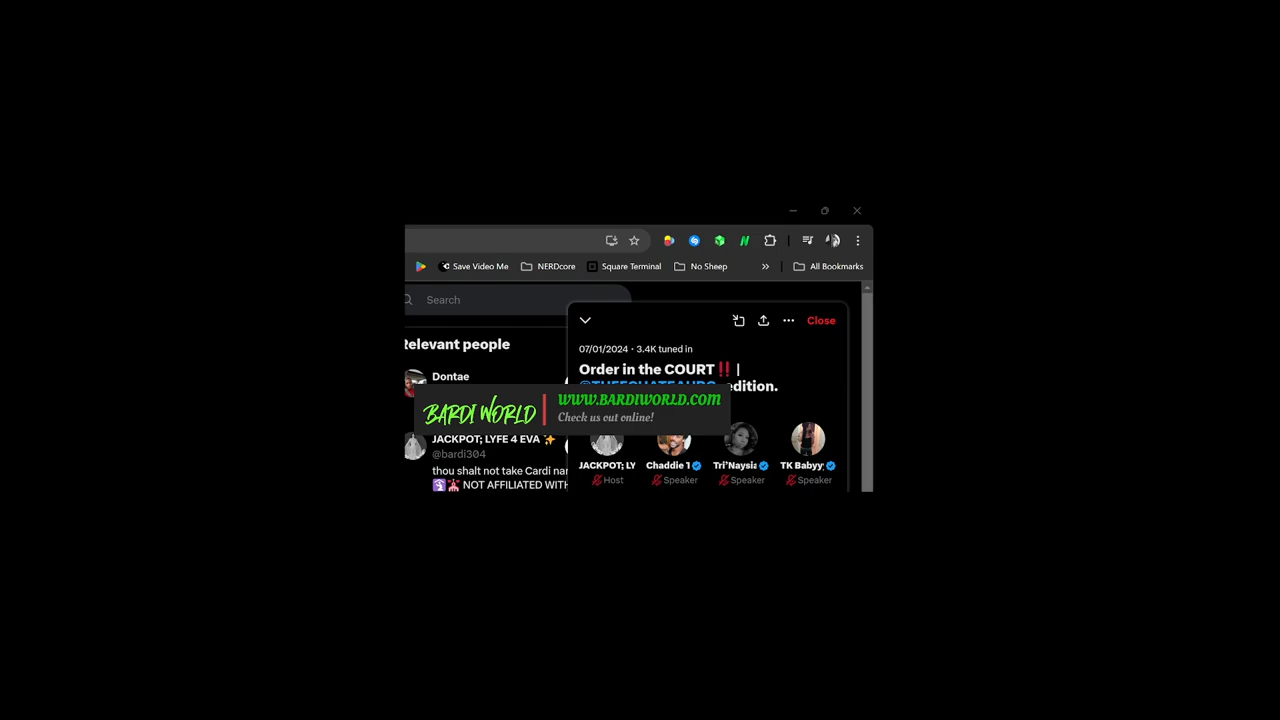 Save Video Me NERDcore Square Terminal No Sheep » All Bookmarks
Search
Close
Relevant people
07/01/2024 · 3.4K tuned in
Order in the COURT‼️ |
edition.
Dontae
BARDI WORLD
WWW.BARDIWORLD.COM
Check us out online!
JACKPOT; LYFE 4 EVA ✨
@bardi304
thou shalt not take Cardi
NOT AFFILIATED WITH
JACKPOT; LY Chaddie Tri'Naysia TK Babyy
Host Speaker Speaker Speaker